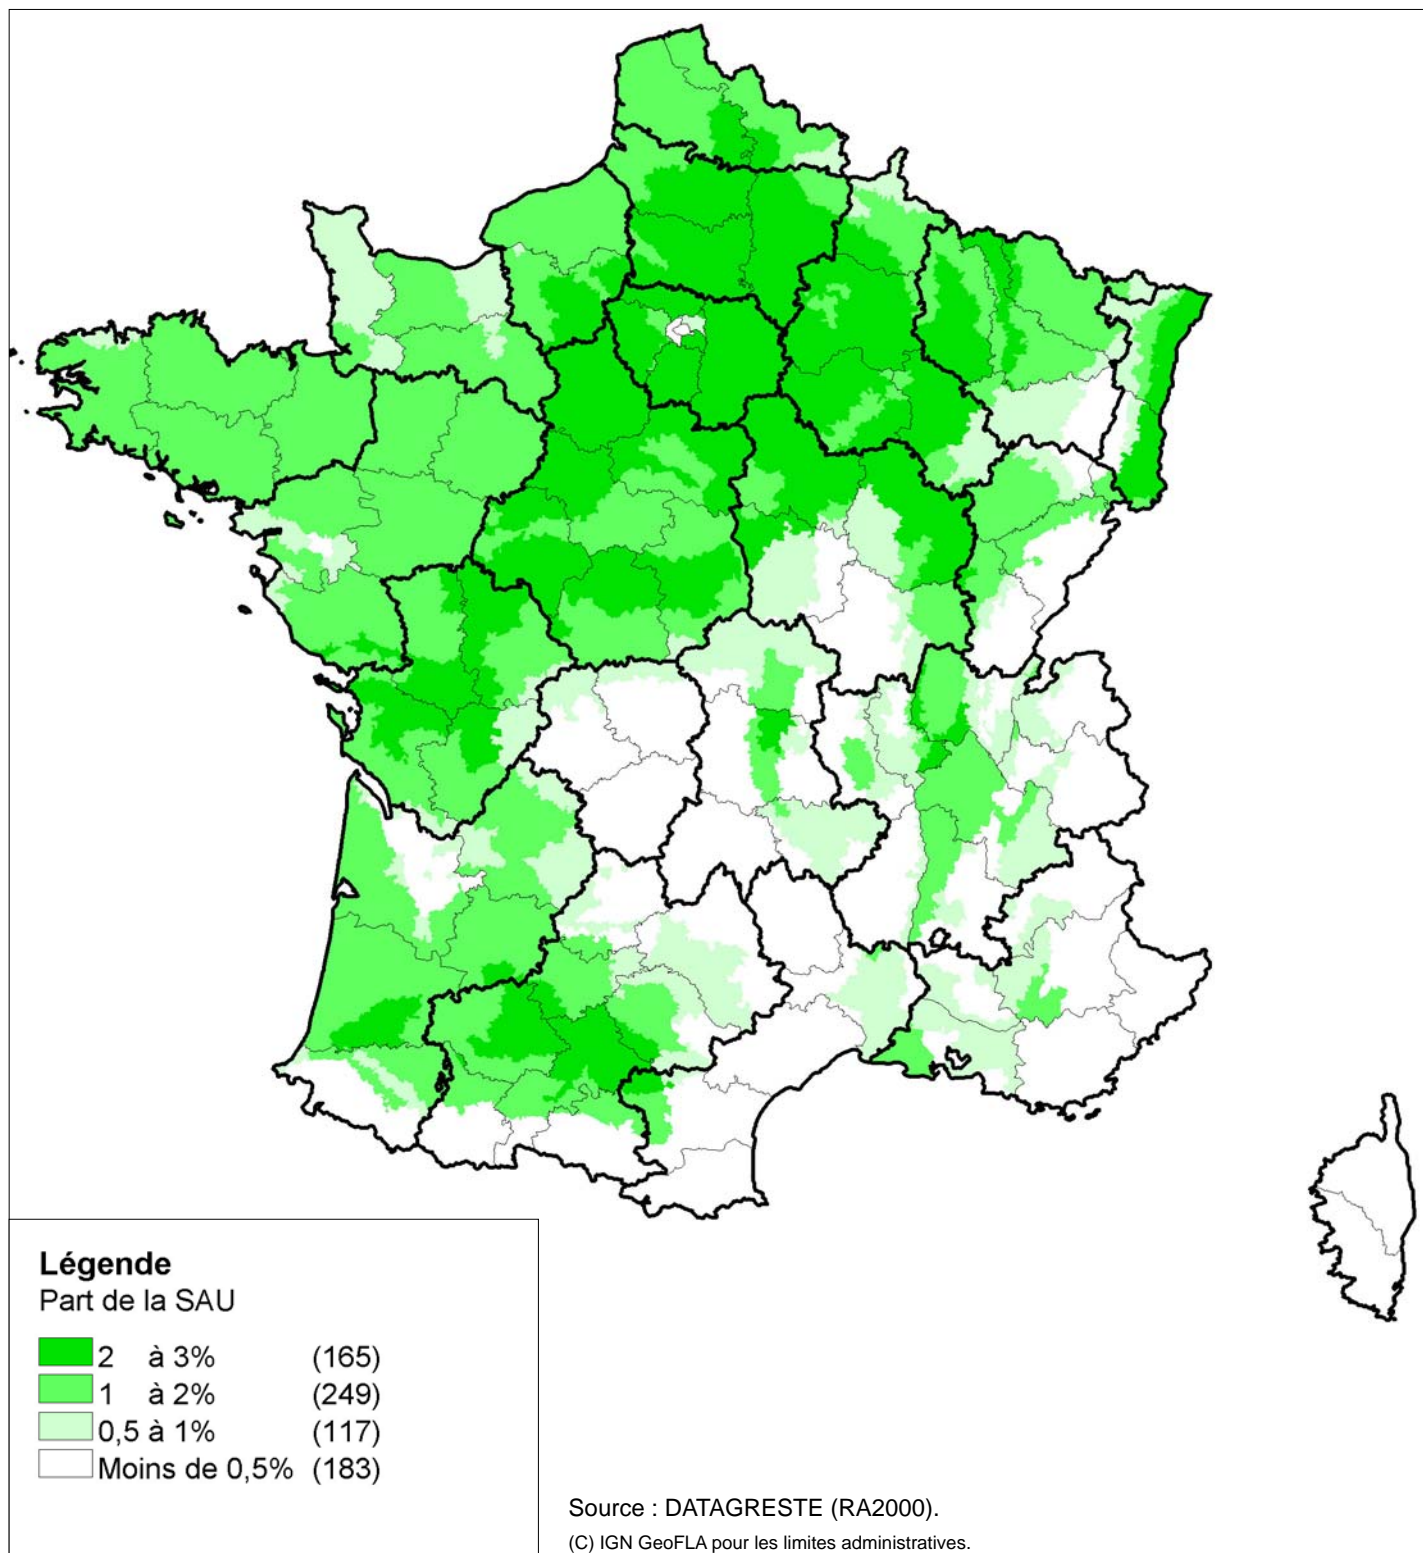 Légende
Part de la SAU
2 à 3% (165)
1 à 2% (249)
0,5 à 1% (117)
Moins de 0,5% (183)
Source : DATAGRESTE (RA2000).
(C) IGN GeoFLA pour les limites administratives.